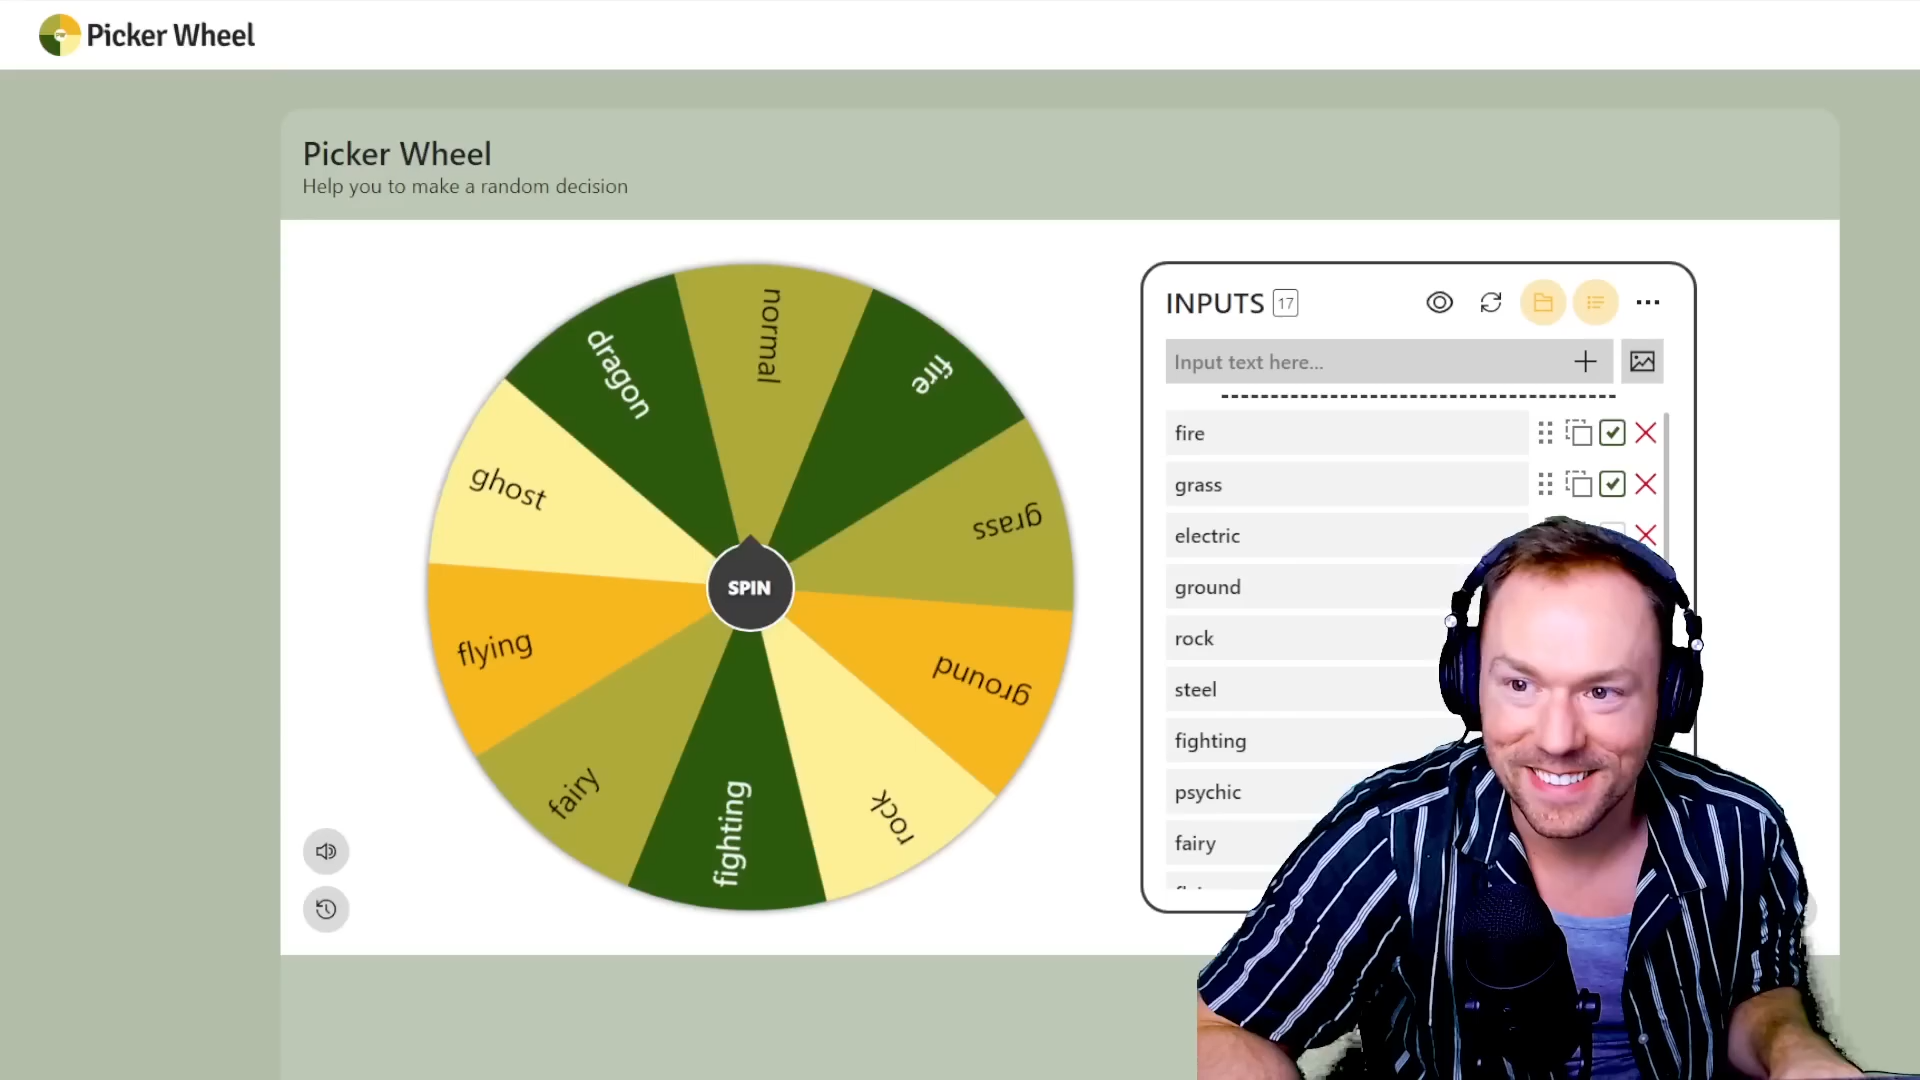 Picker Wheel
Picker Wheel
Help you to make a random decision
normal
fire
dragon
grass
ghost
SPIN
flying
ground
fairy
fighting
rock
INPUTS 17
Input text here...
fire
grass
electric
ground
rock
steel
fighting
psychic
fairy